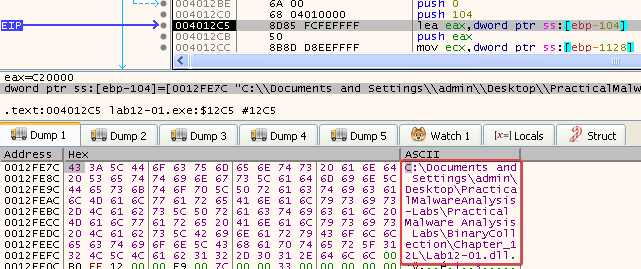 004012BE 6A 00 push 0
004012C0 68 04010000 push 104
EIP 004012C5 8D85 FCFEFFFF lea eax,dword ptr ss:[ebp-104]
004012CB 50 push eax
004012CC 8B8D D8EEFFFF mov ecx,dword ptr ss:[ebp-1128]
eax=C20000
dword ptr ss:[ebp-104]=[0012FE7C "C:\\Documents and Settings\\admin\\Desktop\\PracticalMalware
.text:004012C5 lab12-01.exe:$12C5 #12C5
Dump 1 Dump 2 Dump 3 Dump 4 Dump 5 Watch 1 [x=] Locals Struct
Address Hex ASCII
0012FE7C 43 3A 5C 44 6F 63 75 6D 65 6E 74 73 20 61 6E 64 C:\Documents and
0012FE8C 20 53 65 74 74 69 6E 67 73 5C 61 64 6D 69 6E 5C Settings\admin\
0012FE9C 44 65 73 6B 74 6F 70 5C 50 72 61 63 74 69 63 61 Desktop\Practica
0012FEAC 6C 4D 61 6C 77 61 72 65 41 6E 61 6C 79 73 69 73 lMalwareAnalysis
0012FEBC 2D 4C 61 62 73 5C 50 72 61 63 74 69 63 61 6C 20 -Labs\Practical
0012FECC 4D 61 6C 77 61 72 65 20 41 6E 61 6C 79 73 69 73 Malware Analysis
0012FEDC 20 4C 61 62 73 5C 42 69 6E 61 72 79 43 6F 6C 6C Labs\BinaryColl
0012FEEC 65 63 74 69 6F 6E 5C 43 68 61 70 74 65 72 5F 31 ection\Chapter_1
0012FEFC 32 4C 5C 4C 61 62 31 32 2D 30 31 2E 64 6C 6C 00 2L\Lab12-01.dll.